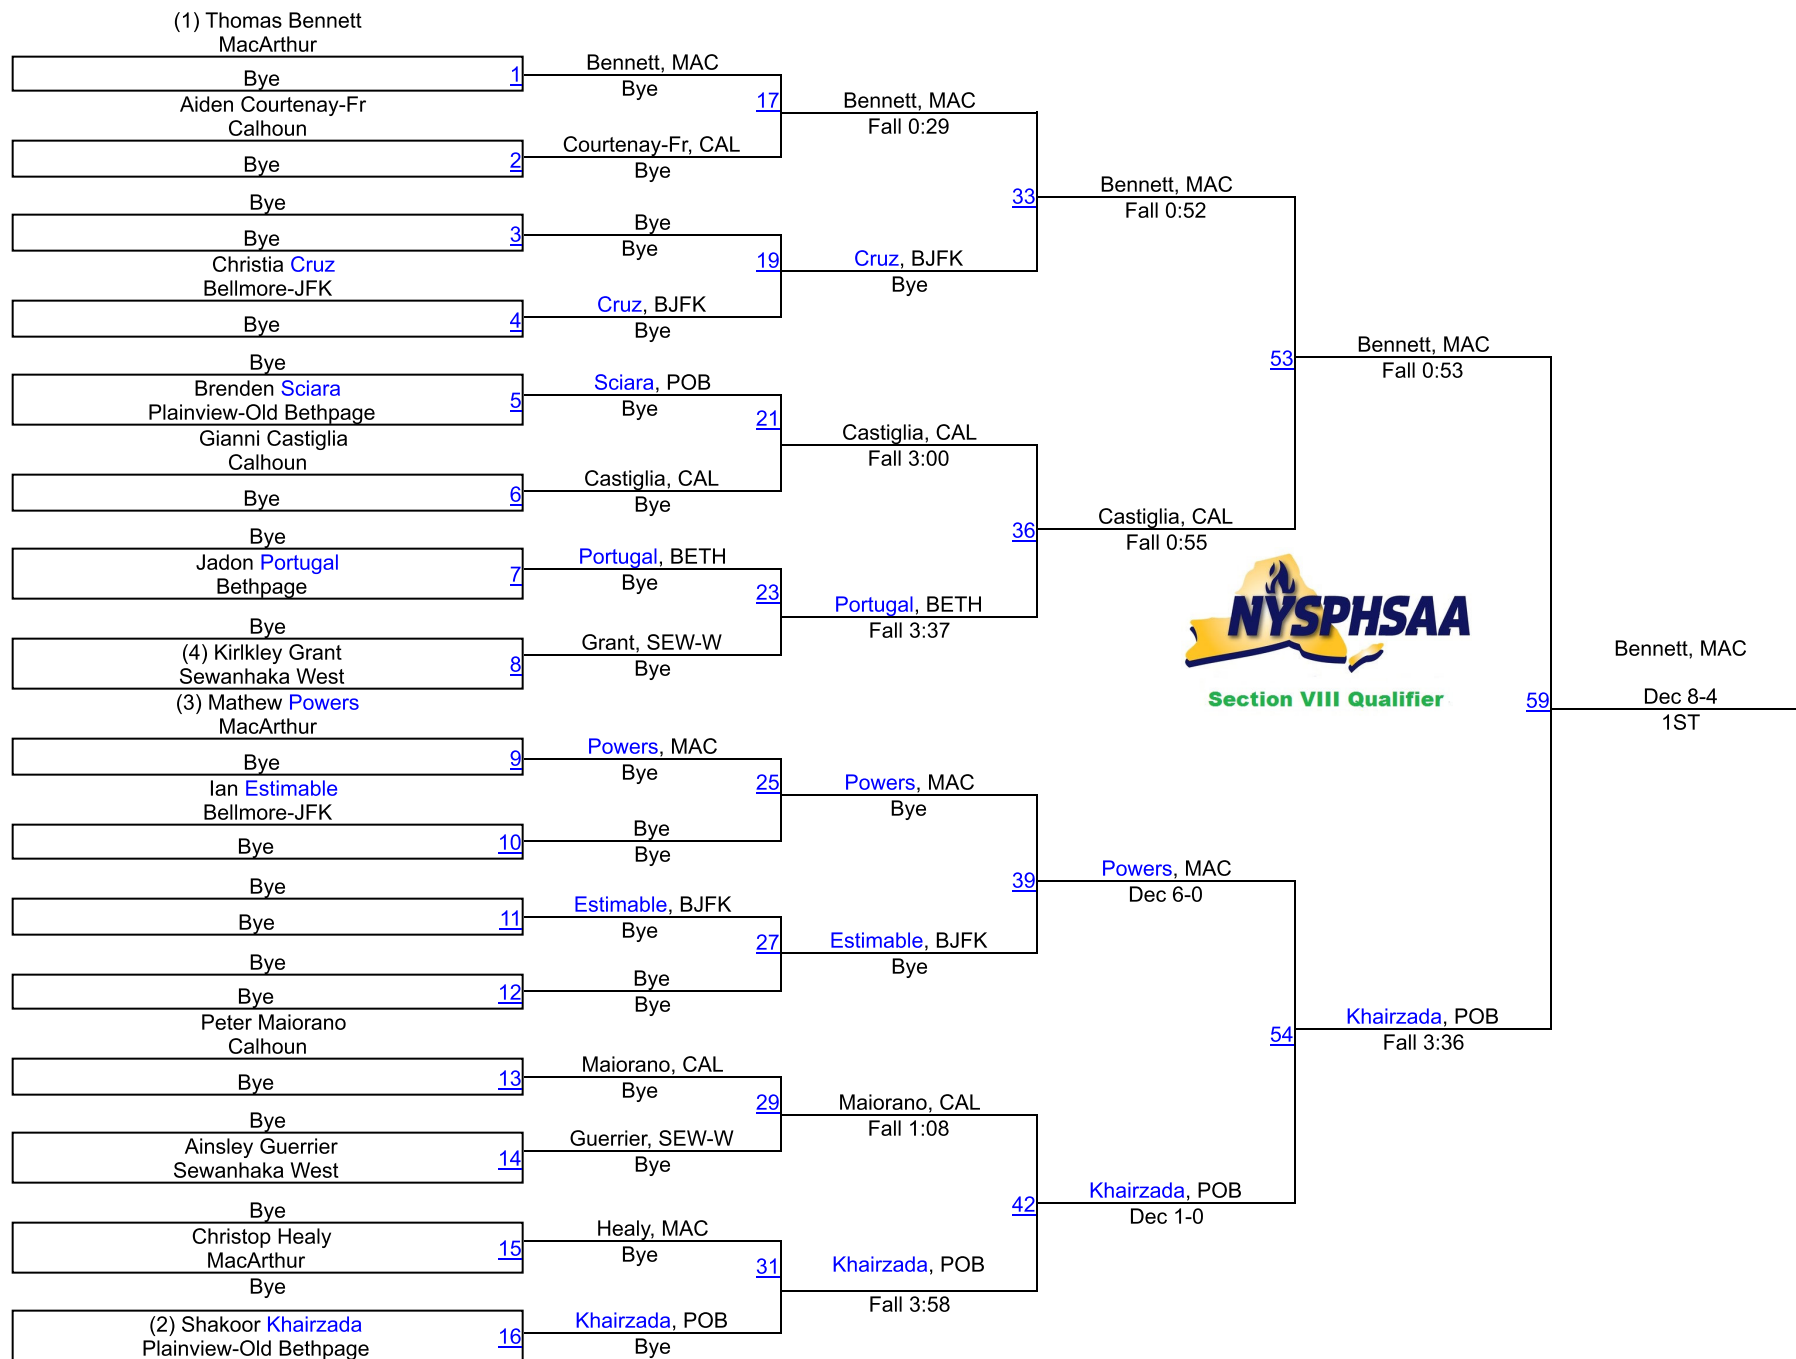 (1) Thomas Bennett
MacArthur
Bye
1
Aiden Courtenay-Fr
Calhoun
Bye
2
Bye
Bye
3
Christia Cruz
Bellmore-JFK
Bye
4
Bye
Brenden Sciara
Plainview-Old Bethpage
5
Gianni Castiglia
Calhoun
Bye
6
Bye
Jadon Portugal
Bethpage
7
Bye
(4) Kirlkley Grant
Sewanhaka West
8
(3) Mathew Powers
MacArthur
Bye
9
Ian Estimable
Bellmore-JFK
Bye
10
Bye
Bye
11
Bye
Bye
12
Peter Maiorano
Calhoun
Bye
13
Bye
Ainsley Guerrier
Sewanhaka West
14
Bye
Christop Healy
MacArthur
15
Bye
(2) Shakoor Khairzada
Plainview-Old Bethpage
16
Bennett, MAC
Bye
17
Courtenay-Fr, CAL
Bye
Bye
Bye
19
Cruz, BJFK
Bye
Sciara, POB
Bye
21
Castiglia, CAL
Bye
Portugal, BETH
Bye
23
Grant, SEW-W
Bye
Powers, MAC
Bye
25
Bye
Bye
Estimable, BJFK
Bye
27
Bye
Bye
Maiorano, CAL
Bye
29
Guerrier, SEW-W
Bye
Healy, MAC
Bye
31
Khairzada, POB
Bye
Bennett, MAC
Fall 0:29
33
Cruz, BJFK
Bye
Castiglia, CAL
Fall 3:00
36
Portugal, BETH
Fall 3:37
Powers, MAC
Bye
39
Estimable, BJFK
Bye
Maiorano, CAL
Fall 1:08
42
Khairzada, POB
Fall 3:58
Bennett, MAC
Fall 0:52
53
Castiglia, CAL
Fall 0:55
NYSPHSAA
Section VIII Qualifier
Powers, MAC
Dec 6-0
54
Khairzada, POB
Dec 1-0
Bennett, MAC
Fall 0:53
59
Khairzada, POB
Fall 3:36
Bennett, MAC
Dec 8-4
1ST